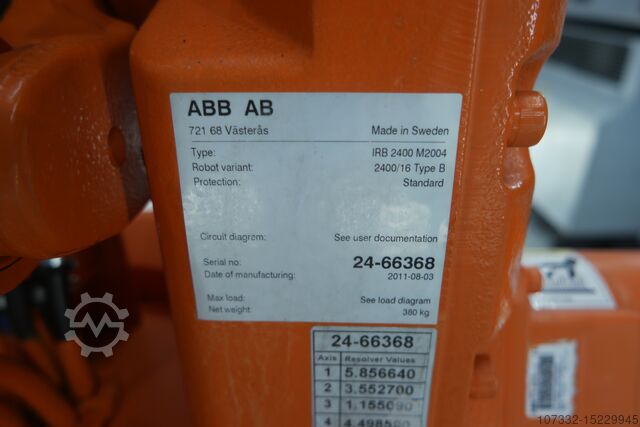 ABB AB
721 68 Västerås Made in Sweden
Type: IRB 2400 M2004
Robot variant: 2400/16 Type B
Protection: Standard
Circuit diagram: See user documentation
Serial no: 24-66368
Date of manufacturing: 2011-08-03
Max load: See load diagram
Net weight: 380 kg
24-66368
Axis Resolver Values
1 5.856640
2 3.552700
3 1.155090
4
107332-15229945